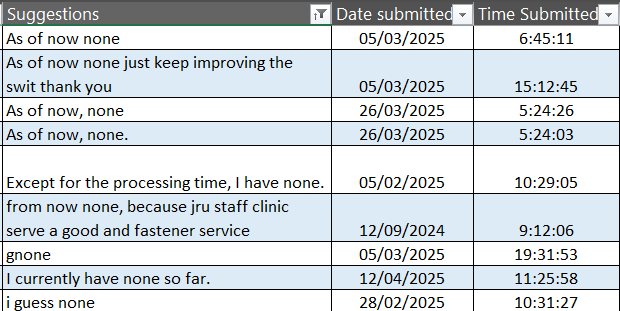 Suggestions Date submitted Time Submitted
As of now none 05/03/2025 6:45:11
As of now none just keep improving the
swit thank you 05/03/2025 15:12:45
As of now, none 26/03/2025 5:24:26
As of now, none. 26/03/2025 5:24:03
Except for the processing time, I have none. 05/02/2025 10:29:05
from now none, because jru staff clinic
serve a good and fastener service 12/09/2024 9:12:06
gnone 05/03/2025 19:31:53
I currently have none so far. 12/04/2025 11:25:58
i guess none 28/02/2025 10:31:27